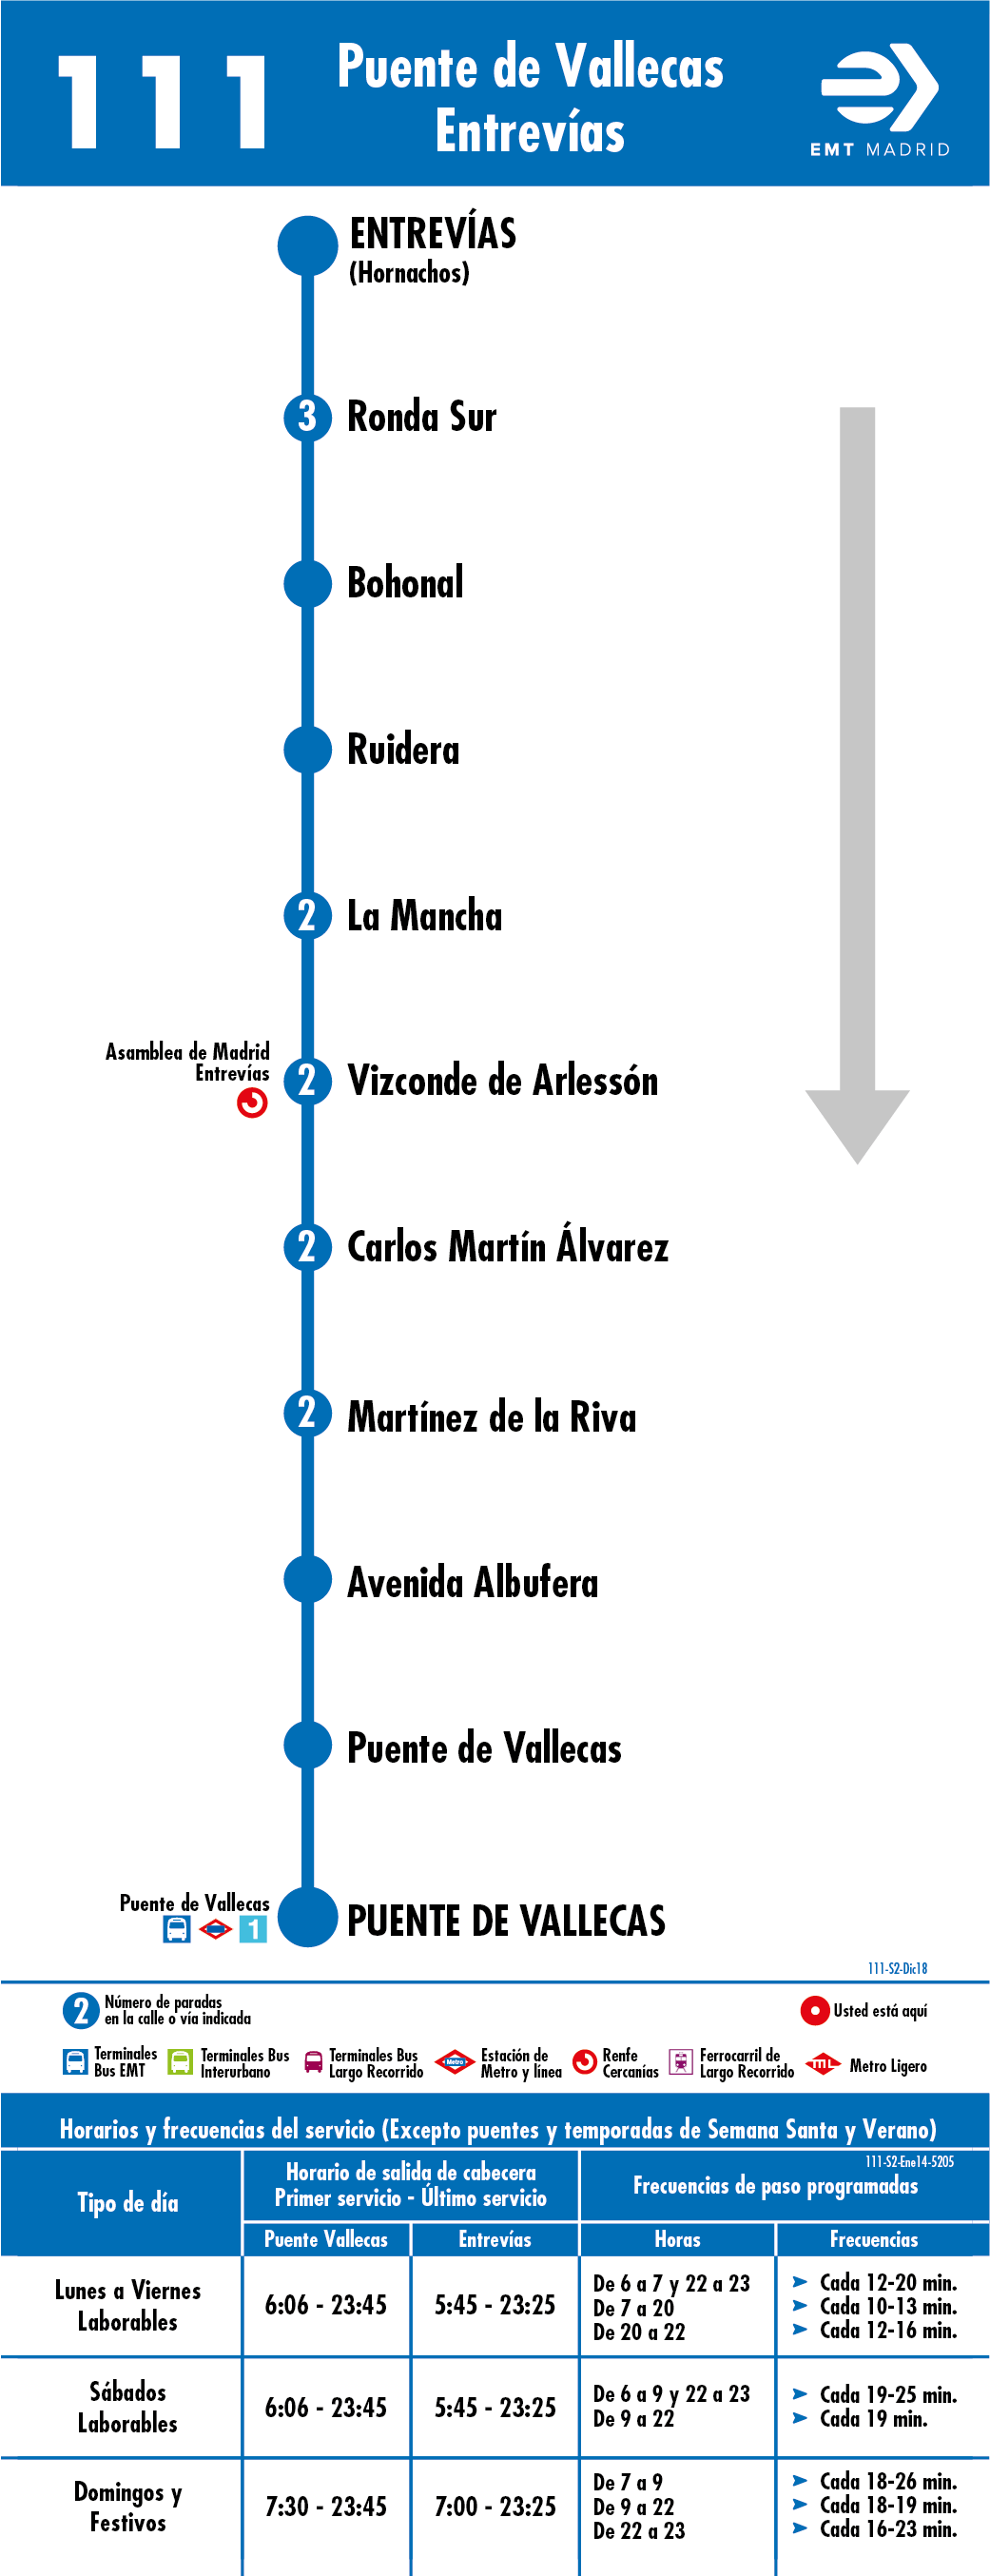 111
Puente de Vallecas
Entrevías
EMT MADRID
ENTREVÍAS
(Hornachos)
3 Ronda Sur
Bohonal
Ruidera
2 La Mancha
Asamblea de Madrid
Entrevías
2 Vizconde de Arlessón
2 Carlos Martín Álvarez
2 Martínez de la Riva
Avenida Albufera
Puente de Vallecas
Puente de Vallecas
1
PUENTE DE VALLECAS
111-S2-Dic18
2 Número de paradas
en la calle o vía indicada
Usted está aquí
Terminales
Bus EMT
Terminales Bus
Interurbano
Terminales Bus
Largo Recorrido
Metro
Estación de
Metro y línea
Renfe
Cercanías
Ferrocarril de
Largo Recorrido
ML
Metro Ligero
Horarios y frecuencias del servicio (Excepto puentes y temporadas de Semana Santa y Verano)
111-S2-Ene14-5205
Tipo de día
Horario de salida de cabecera
Primer servicio - Último servicio
Frecuencias de paso programadas
Puente Vallecas
Entrevías
Horas
Frecuencias
Lunes a Viernes
Laborables
6:06 - 23:45
5:45 - 23:25
De 6 a 7 y 22 a 23 ➤ Cada 12-20 min.
De 7 a 20 ➤ Cada 10-13 min.
De 20 a 22 ➤ Cada 12-16 min.
Sábados
Laborables
6:06 - 23:45
5:45 - 23:25
De 6 a 9 y 22 a 23 ➤ Cada 19-25 min.
De 9 a 22 ➤ Cada 19 min.
Domingos y
Festivos
7:30 - 23:45
7:00 - 23:25
De 7 a 9 ➤ Cada 18-26 min.
De 9 a 22 ➤ Cada 18-19 min.
De 22 a 23 ➤ Cada 16-23 min.